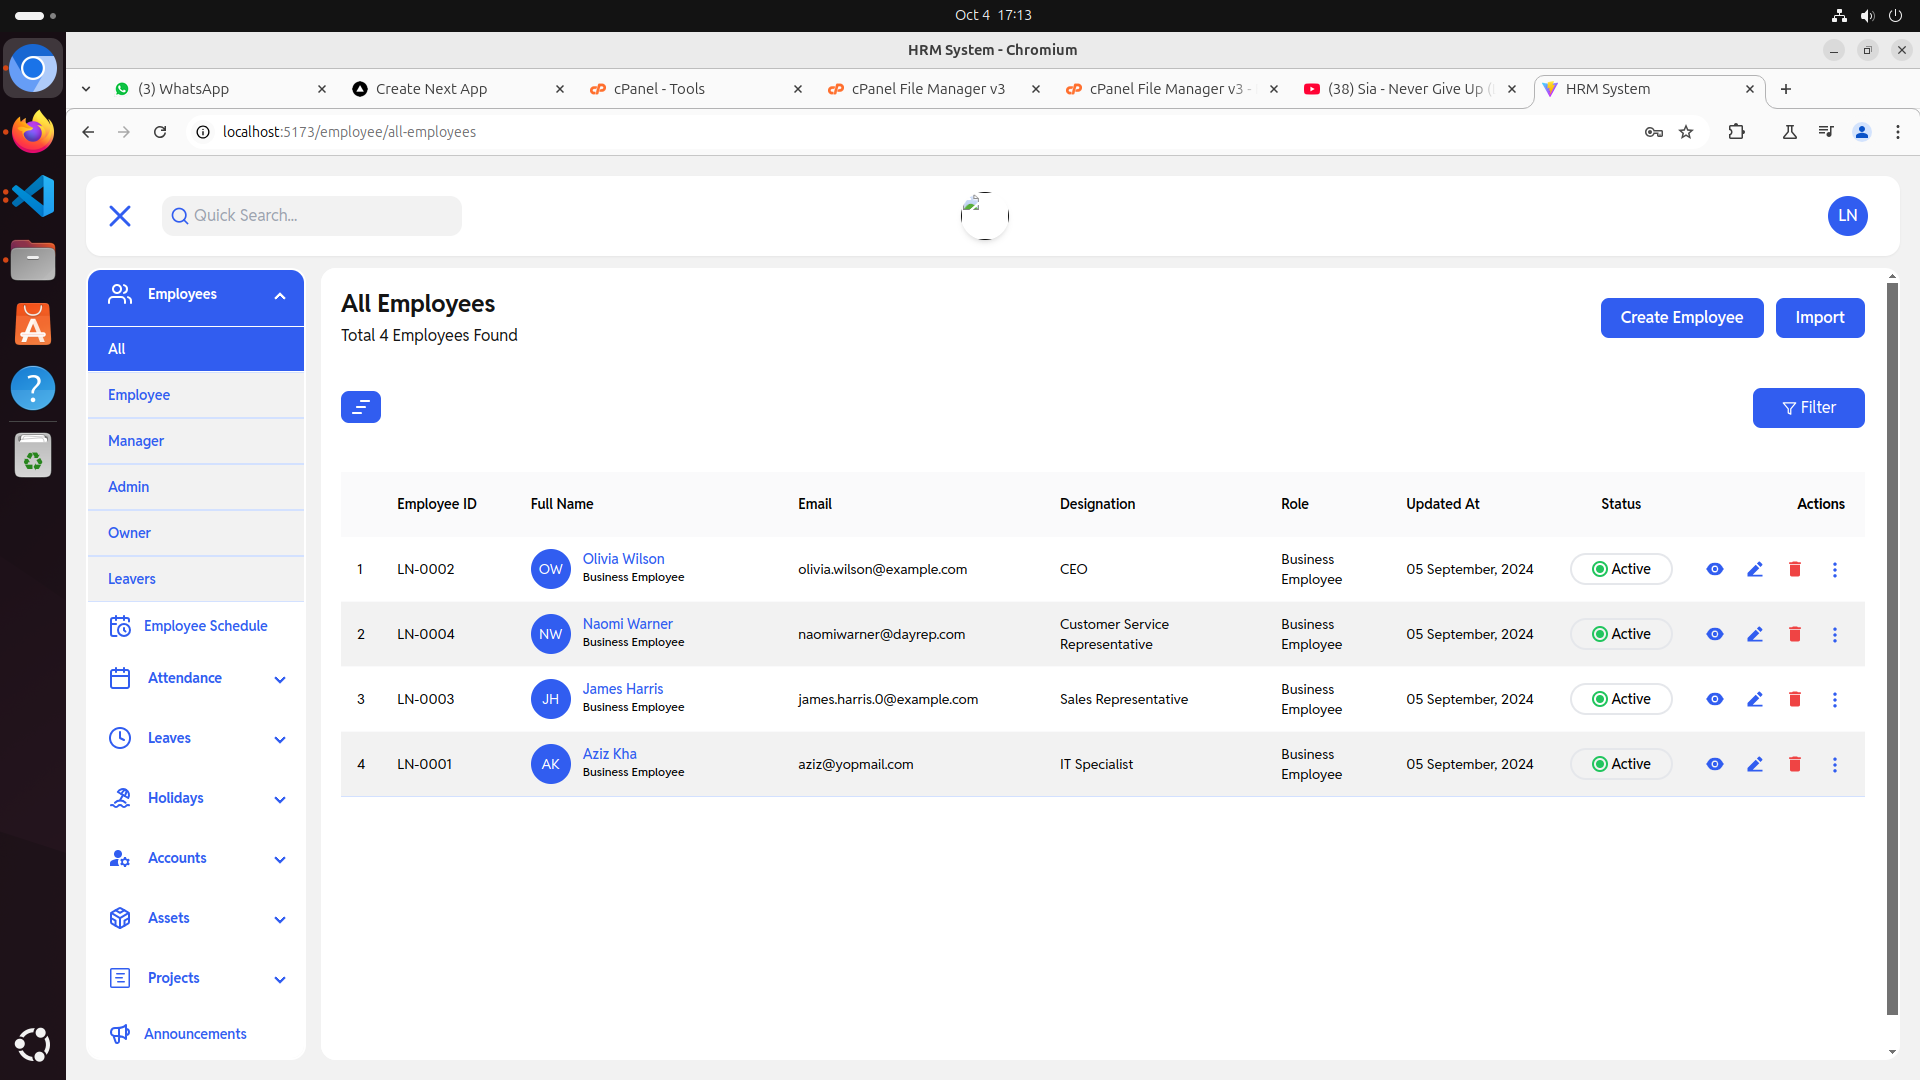 Oct 4 17:13
HRM System - Chromium
(3) WhatsApp
Create Next App
cPanel - Tools
cPanel File Manager v3
cPanel File Manager v3 -
(38) Sia - Never Give Up (
HRM System
localhost:5173/employee/all-employees
Quick Search...
LN
Employees
All
Employee
Manager
Admin
Owner
Leavers
Employee Schedule
Attendance
Leaves
Holidays
Accounts
Assets
Projects
Announcements
All Employees
Total 4 Employees Found
Create Employee
Import
Filter
Employee ID Full Name Email Designation Role Updated At Status Actions
1 LN-0002 OW Olivia Wilson Business Employee olivia.wilson@example.com CEO Business Employee 05 September, 2024 Active
2 LN-0004 NW Naomi Warner Business Employee naomiwarner@dayrep.com Customer Service Representative Business Employee 05 September, 2024 Active
3 LN-0003 JH James Harris Business Employee james.harris.0@example.com Sales Representative Business Employee 05 September, 2024 Active
4 LN-0001 AK Aziz Kha Business Employee aziz@yopmail.com IT Specialist Business Employee 05 September, 2024 Active